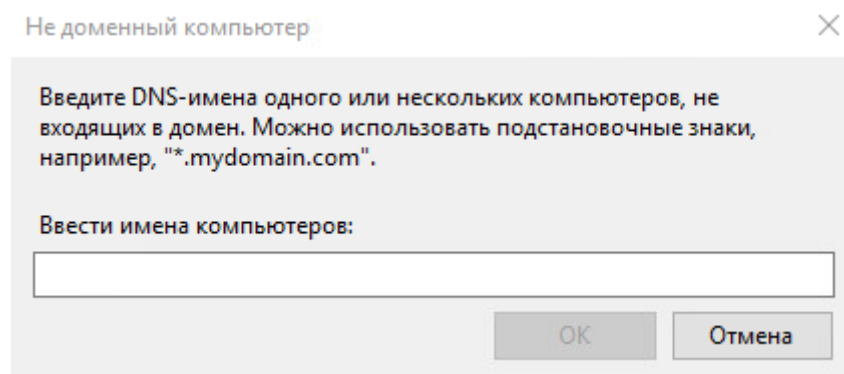 Не доменный компьютер
Введите DNS-имена одного или нескольких компьютеров, не
входящих в домен. Можно использовать подстановочные знаки,
например, "*.mydomain.com".
Ввести имена компьютеров:
ОК
Отмена